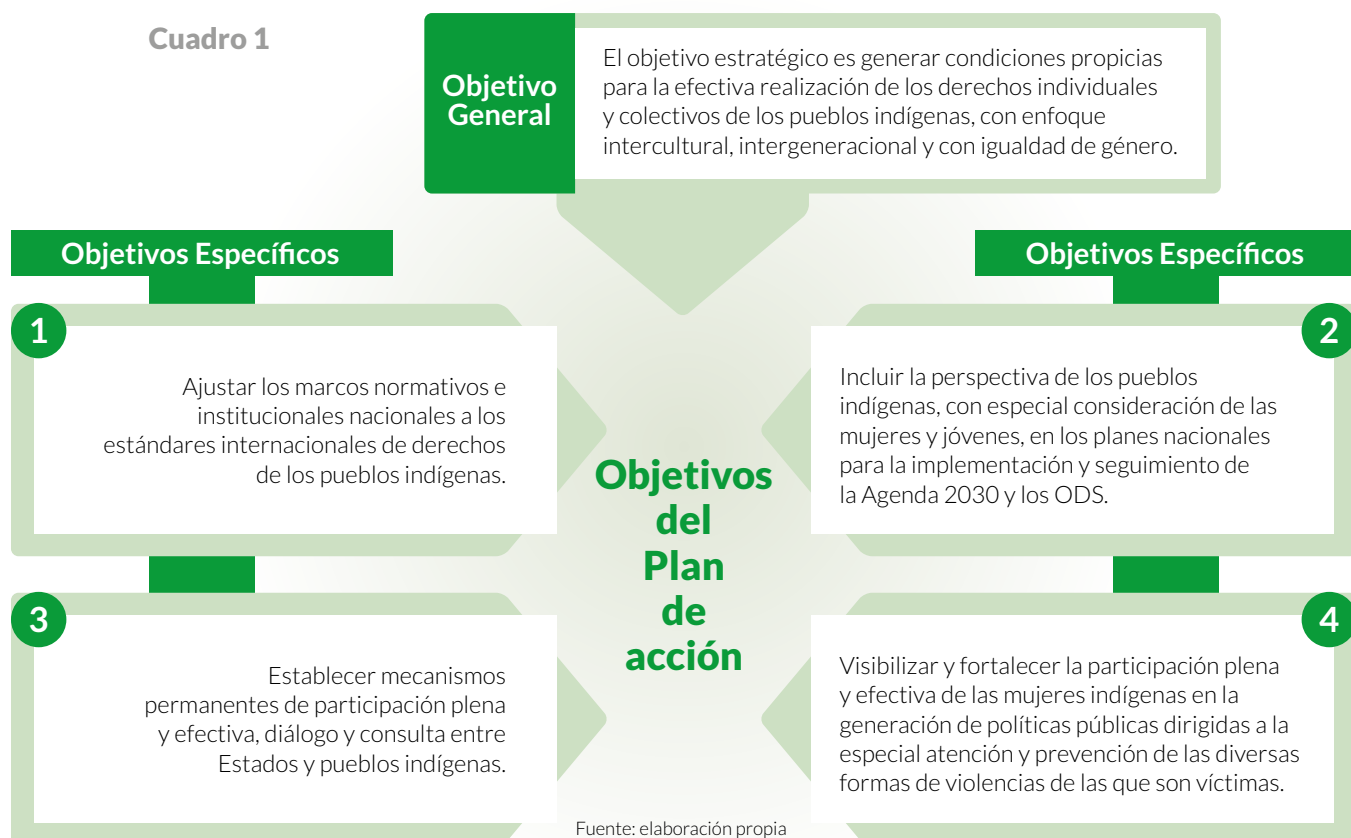 Cuadro 1
Objetivo
General
El objetivo estratégico es generar condiciones propicias
para la efectiva realización de los derechos individuales
y colectivos de los pueblos indígenas, con enfoque
intercultural, intergeneracional y con igualdad de género.
Objetivos Específicos
Objetivos Específicos
1
Ajustar los marcos normativos e
institucionales nacionales a los
estándares internacionales de derechos
de los pueblos indígenas.
2
Incluir la perspectiva de los pueblos
indígenas, con especial consideración de las
mujeres y jóvenes, en los planes nacionales
para la implementación y seguimiento de
la Agenda 2030 y los ODS.
Objetivos
del
Plan
de
acción
3
Establecer mecanismos
permanentes de participación plena
y efectiva, diálogo y consulta entre
Estados y pueblos indígenas.
4
Visibilizar y fortalecer la participación plena
y efectiva de las mujeres indígenas en la
generación de políticas públicas dirigidas a la
especial atención y prevención de las diversas
formas de violencias de las que son víctimas.
Fuente: elaboración propia